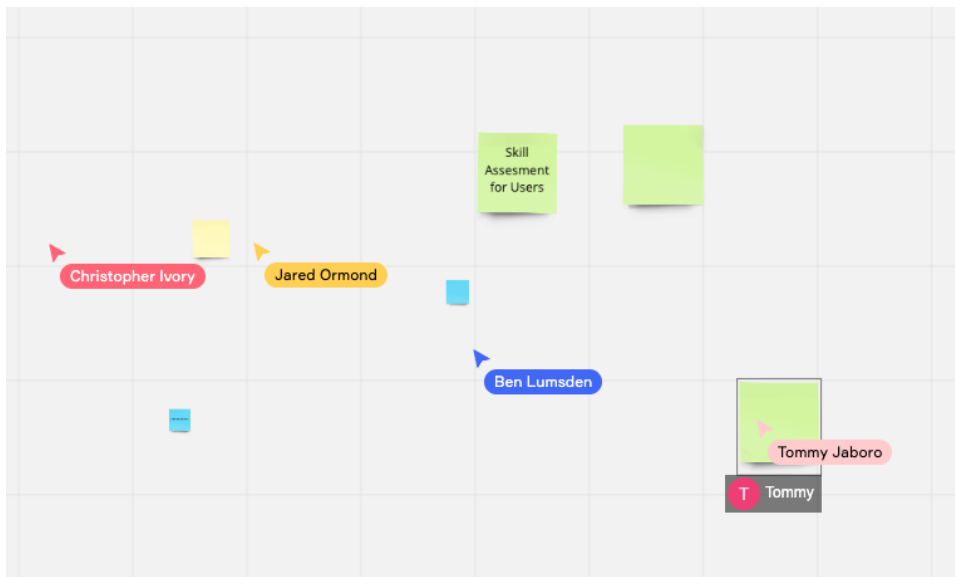 Skill
Assesment
for Users
Christopher Ivory
Jared Ormond
Ben Lumsden
Tommy Jaboro
T Tommy